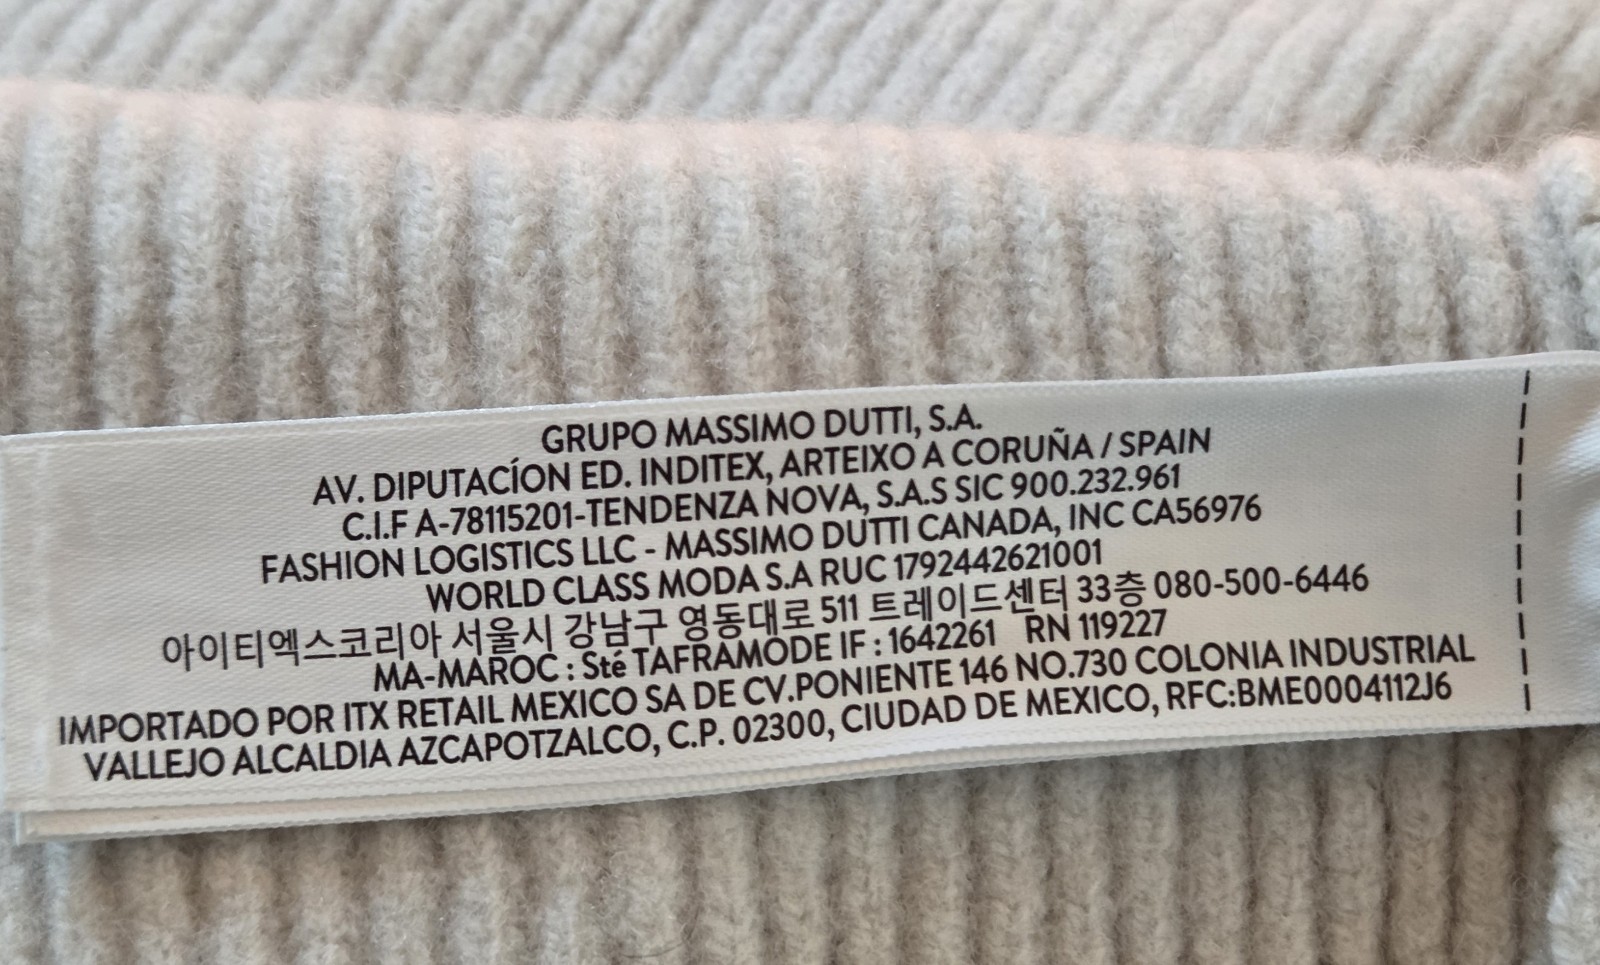 GRUPO MASSIMO DUTTI, S.A.
AV. DIPUTACÍON ED. INDITEX, ARTEIXO A CORUÑA / SPAIN
C.I.F A-78115201-TENDENZA NOVA, S.A.S SIC 900.232.961
FASHION LOGISTICS LLC - MASSIMO DUTTI CANADA, INC CA56976
WORLD CLASS MODA S.A RUC 1792442621001
아이티엑스코리아 서울시 강남구 영동대로 511 트레이드센터 33층 080-500-6446
MA-MAROC : Sté TAFRAMODE IF : 1642261 RN 119227
IMPORTADO POR ITX RETAIL MEXICO SA DE CV.PONIENTE 146 NO.730 COLONIA INDUSTRIAL
VALLEJO ALCALDIA AZCAPOTZALCO, C.P. 02300, CIUDAD DE MEXICO, RFC:BME0004112J6